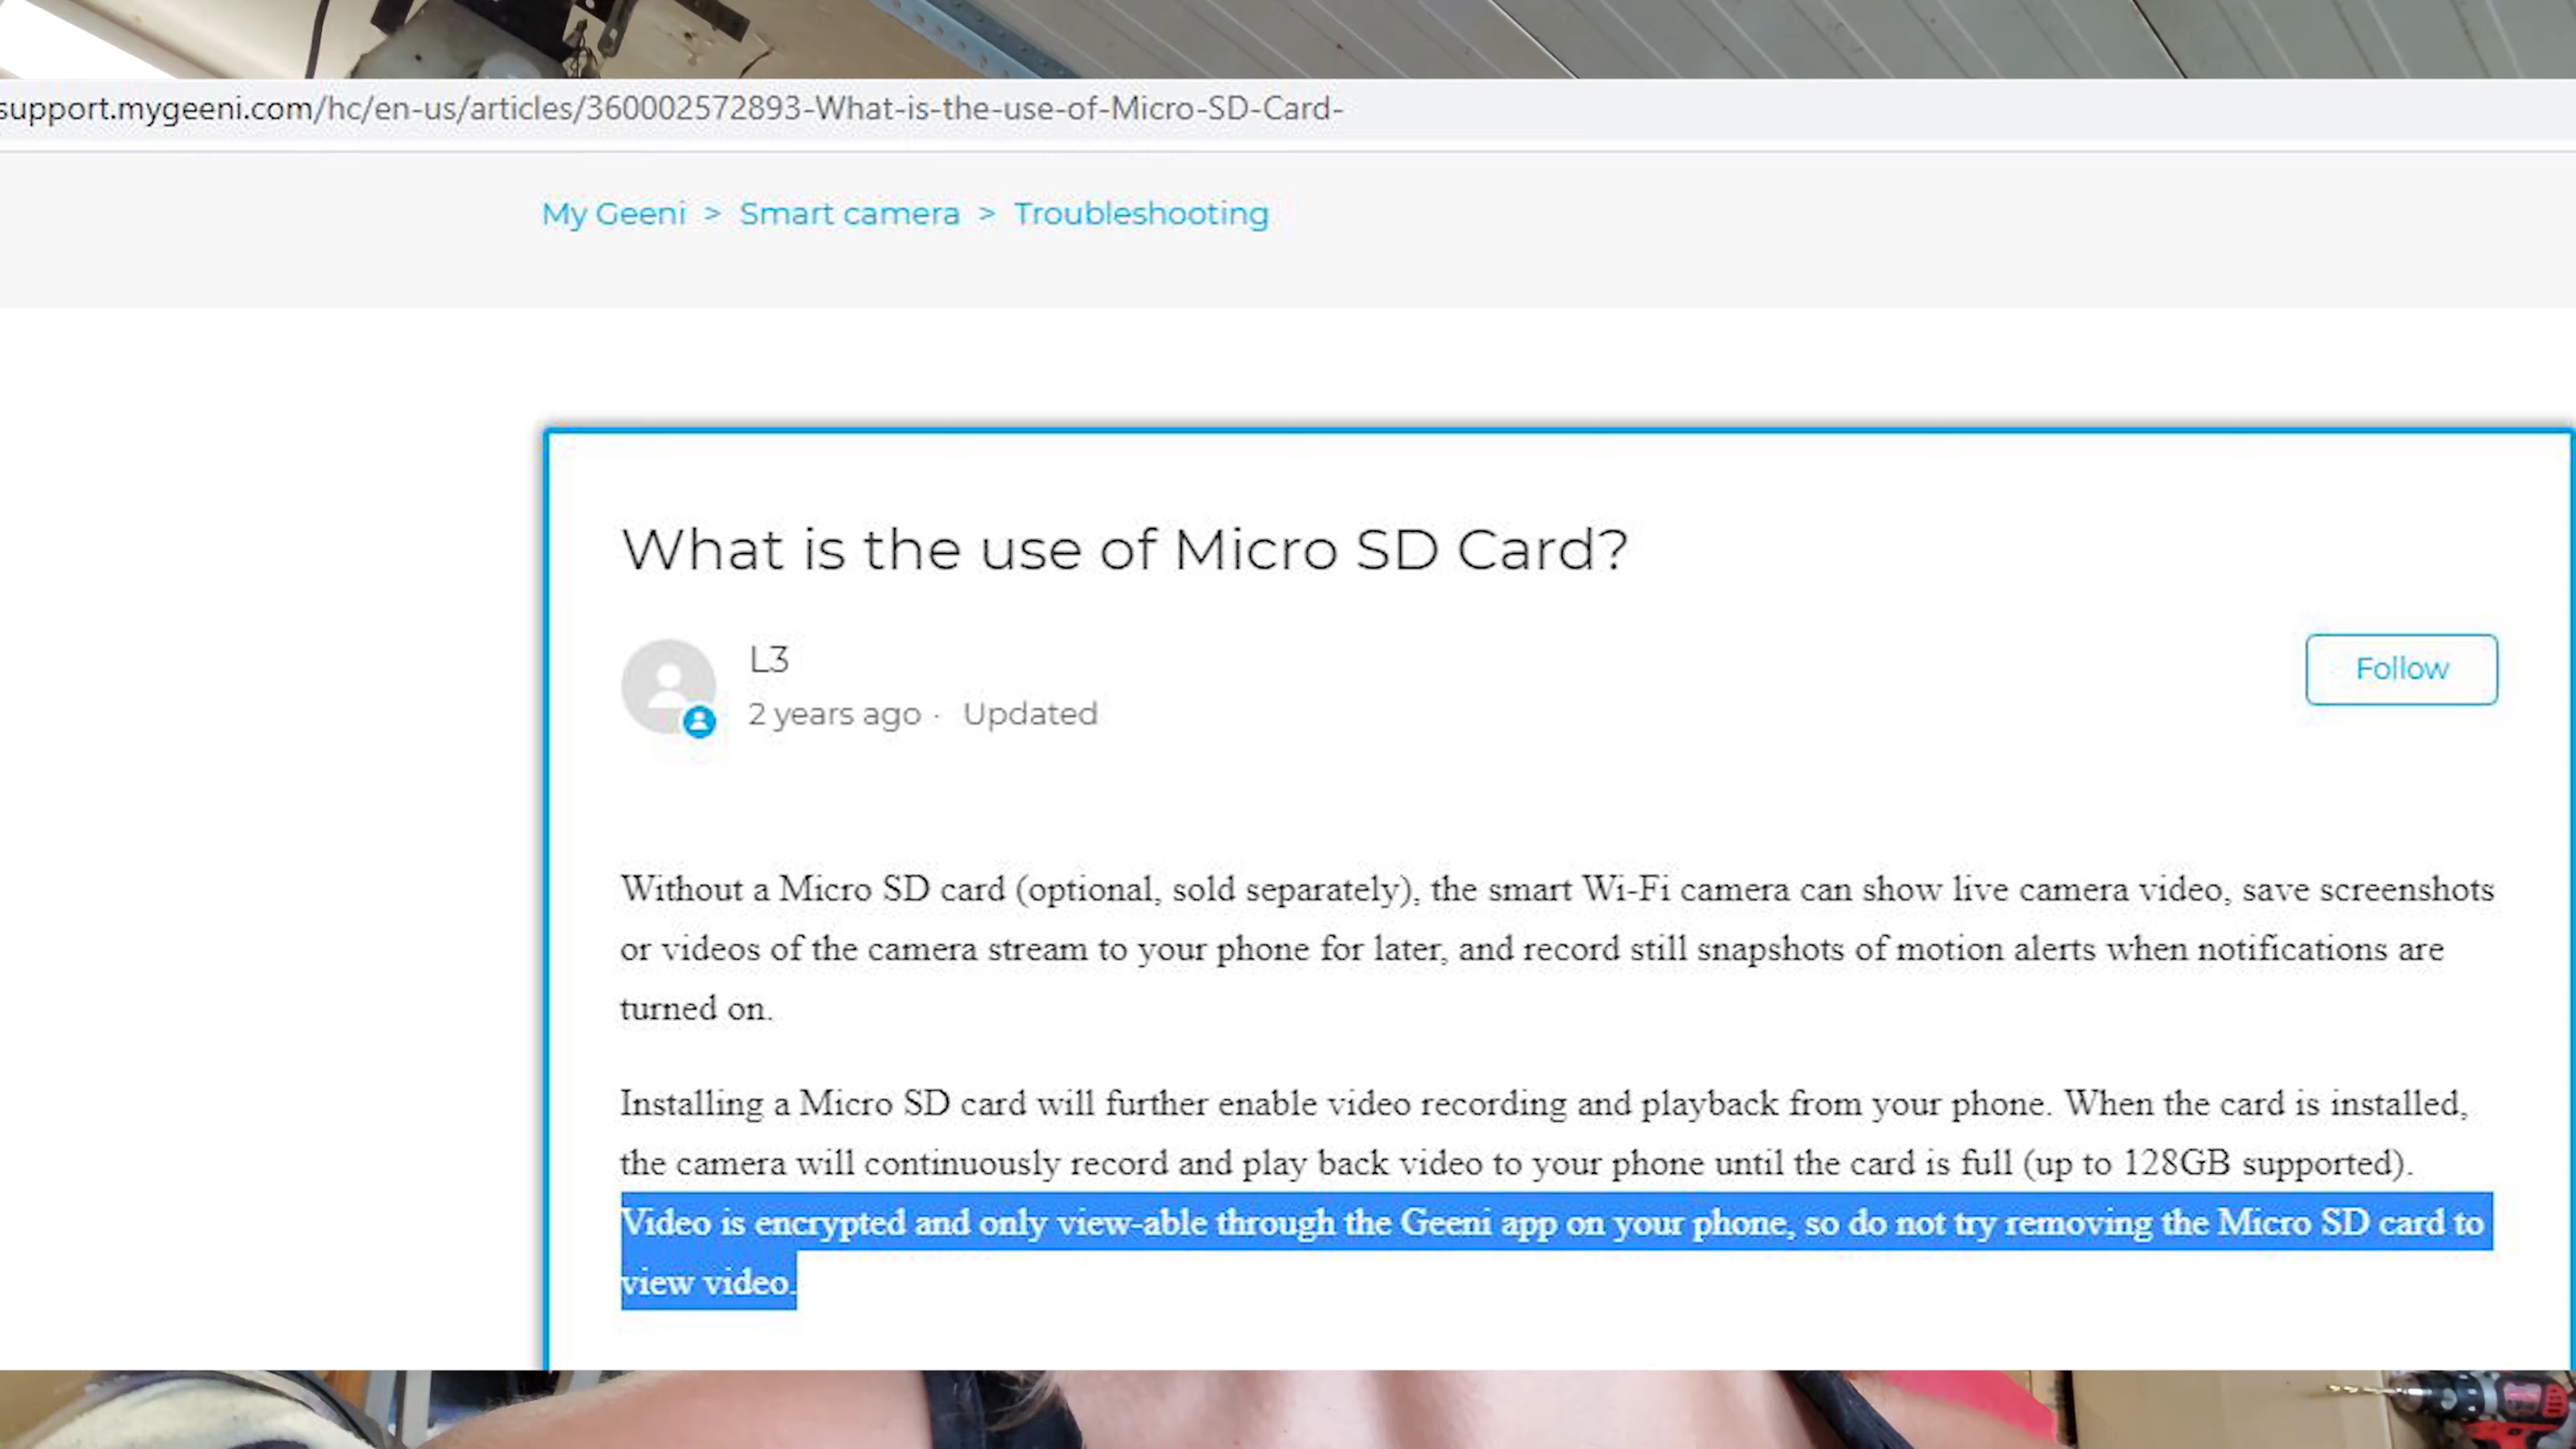 support.mygeeni.com/hc/en-us/articles/360002572893-What-is-the-use-of-Micro-SD-Card-
My Geeni > Smart camera > Troubleshooting
What is the use of Micro SD Card?
L3
2 years ago · Updated
Follow
Without a Micro SD card (optional, sold separately), the smart Wi-Fi camera can show live camera video, save screenshots
or videos of the camera stream to your phone for later, and record still snapshots of motion alerts when notifications are
turned on.
Installing a Micro SD card will further enable video recording and playback from your phone. When the card is installed,
the camera will continuously record and play back video to your phone until the card is full (up to 128GB supported).
Video is encrypted and only view-able through the Geeni app on your phone, so do not try removing the Micro SD card to
view video.